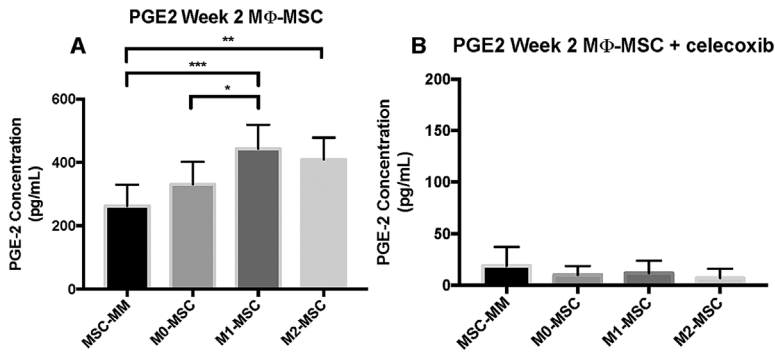 PGE2 Week 2 MΦ-MSC
A
**
***
*
PGE-2 Concentration
(pg/mL)
600
400
200
0
MSC-MM
M0-MSC
M1-MSC
M2-MSC
B
PGE2 Week 2 MΦ-MSC + celecoxib
PGE-2 Concentration
(pg/mL)
200
150
100
50
0
MSC-MM
M0-MSC
M1-MSC
M2-MSC